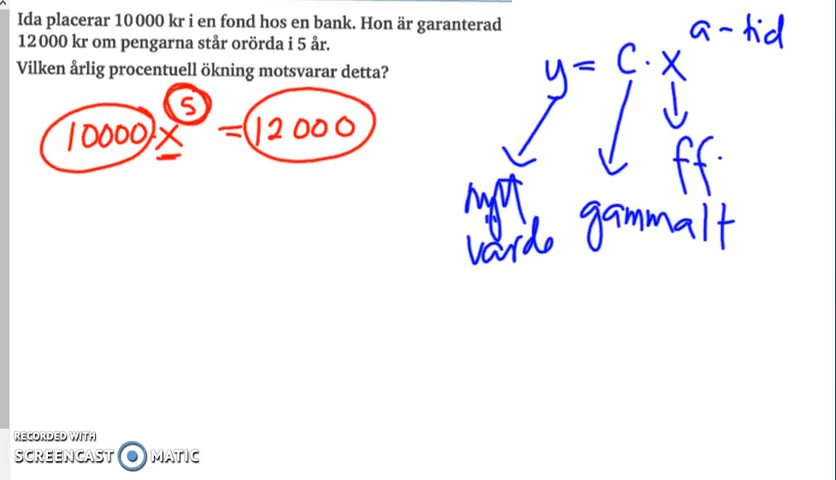 Ida placerar 10 000 kr i en fond hos en bank. Hon är garanterad
12 000 kr om pengarna står orörda i 5 år.
Vilken årlig procentuell ökning motsvarar detta?
10000·x^5 = 12 000
y = C · x^a - tid
nytt
värde
gammalt
ff.
RECORDED WITH
SCREENCAST MATIC